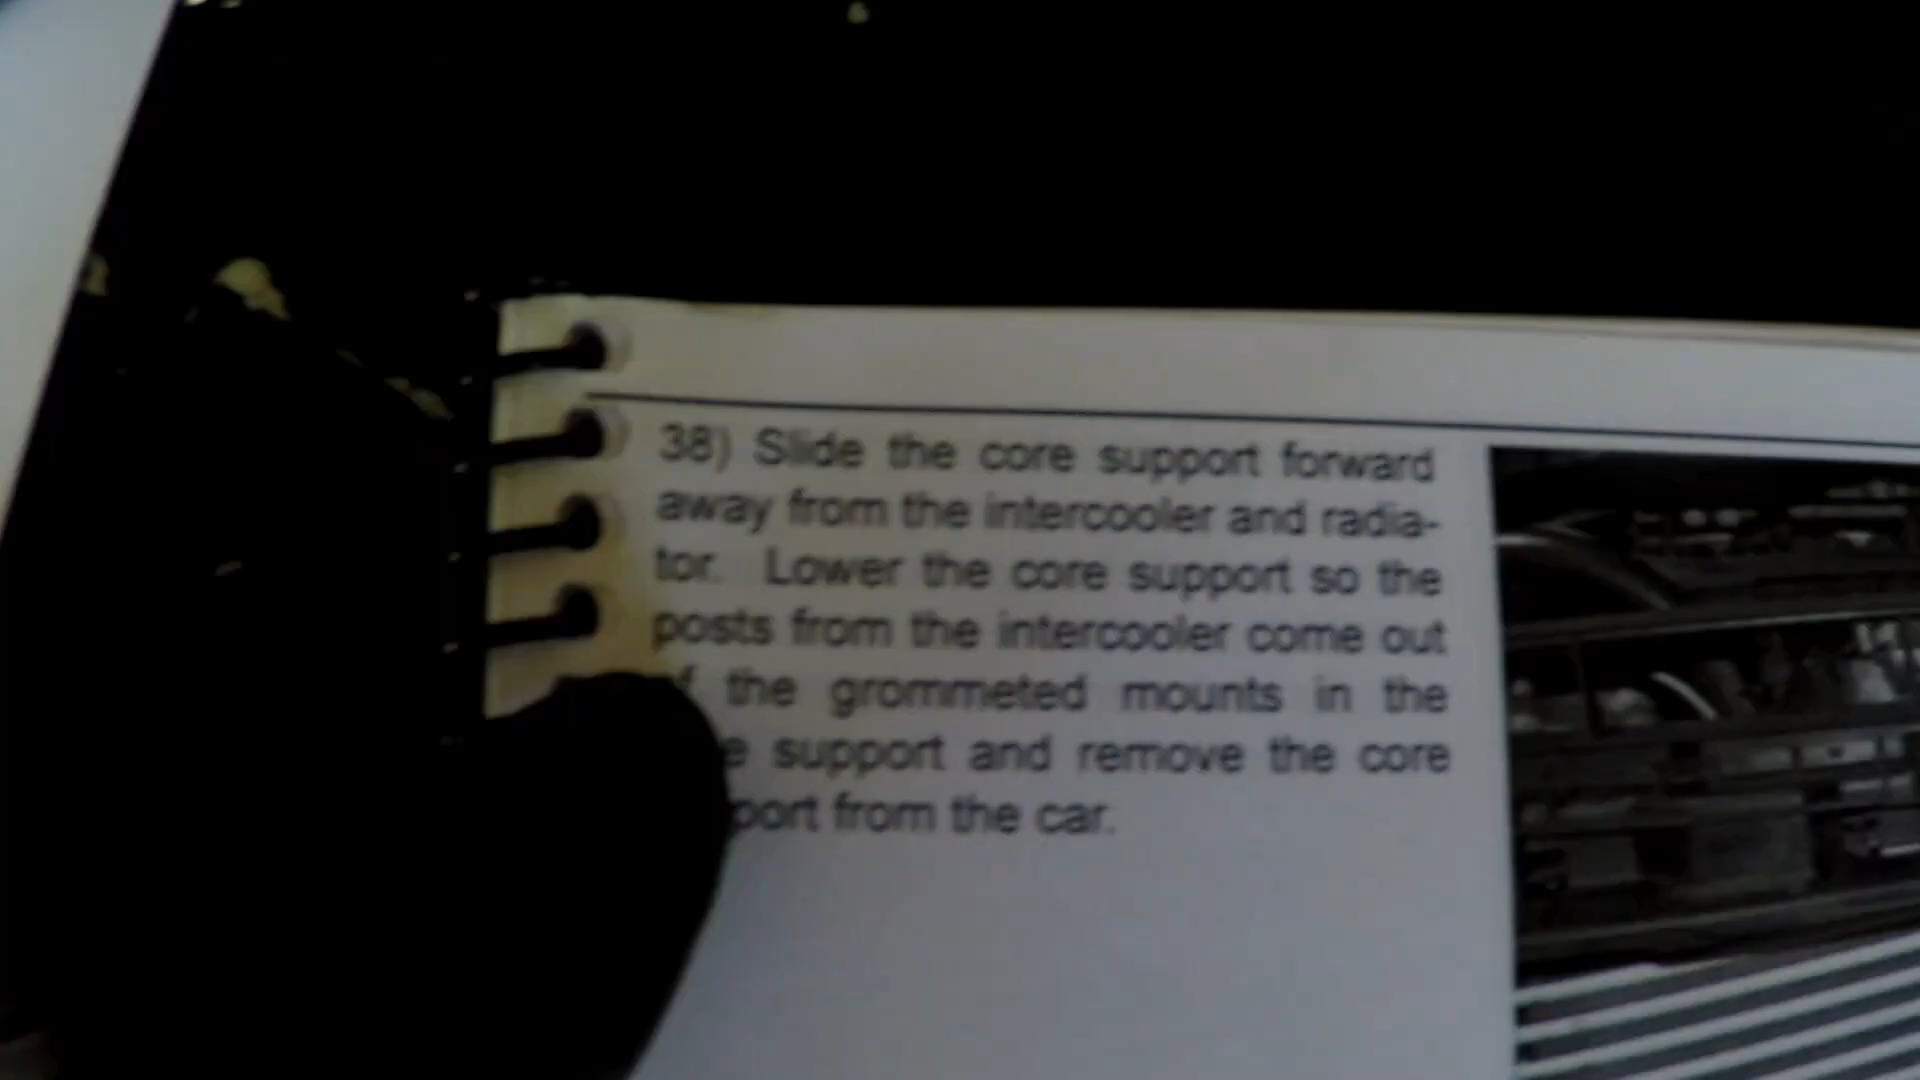 38) Slide the core support forward
away from the intercooler and radia-
tor. Lower the core support so the
posts from the intercooler come out
the grommeted mounts in the
support and remove the core
port from the car.